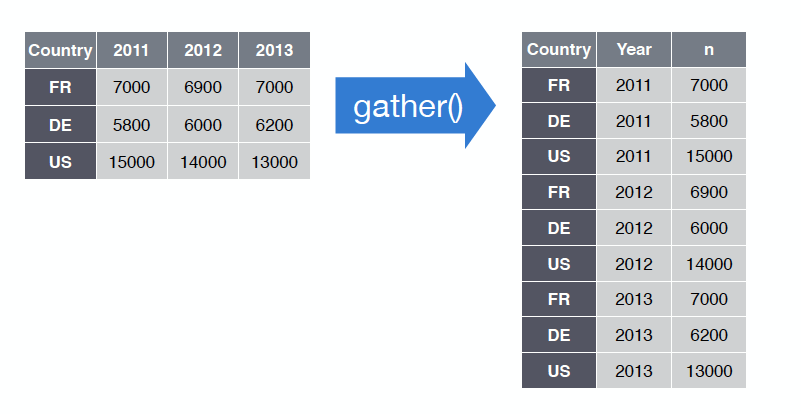 Country 2011 2012 2013
FR 7000 6900 7000
DE 5800 6000 6200
US 15000 14000 13000
gather()
Country Year n
FR 2011 7000
DE 2011 5800
US 2011 15000
FR 2012 6900
DE 2012 6000
US 2012 14000
FR 2013 7000
DE 2013 6200
US 2013 13000